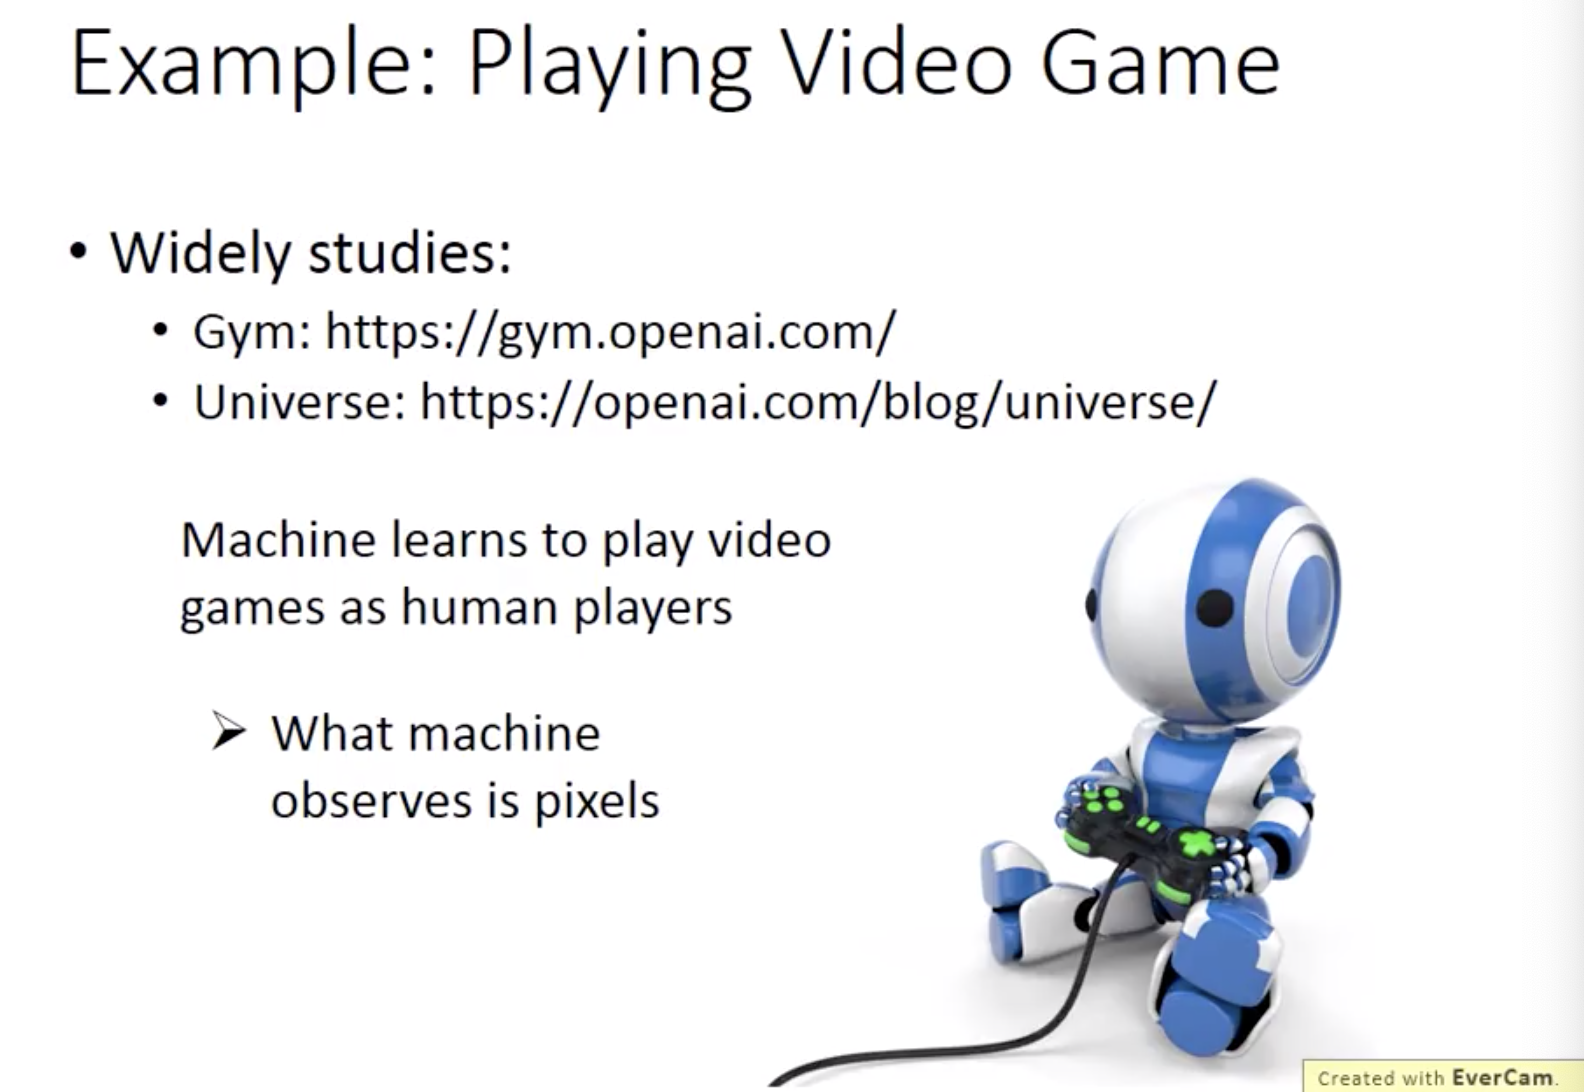 Example: Playing Video Game
• Widely studies:
• Gym: https://gym.openai.com/
• Universe: https://openai.com/blog/universe/
Machine learns to play video
games as human players
➢ What machine
observes is pixels
Created with EverCam.